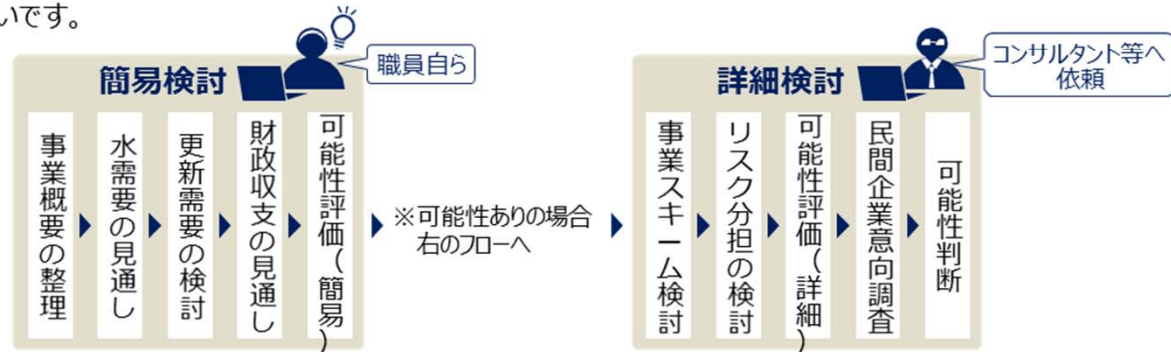 いです。
簡易検討
職員自ら
事業概要の整理
水需要の見通し
更新需要の検討
財政収支の見通し
可能性評価(簡易)
※可能性ありの場合
右のフローへ
詳細検討
コンサルタント等へ
依頼
事業スキーム検討
リスク分担の検討
可能性評価(詳細)
民間企業意向調査
可能性判断